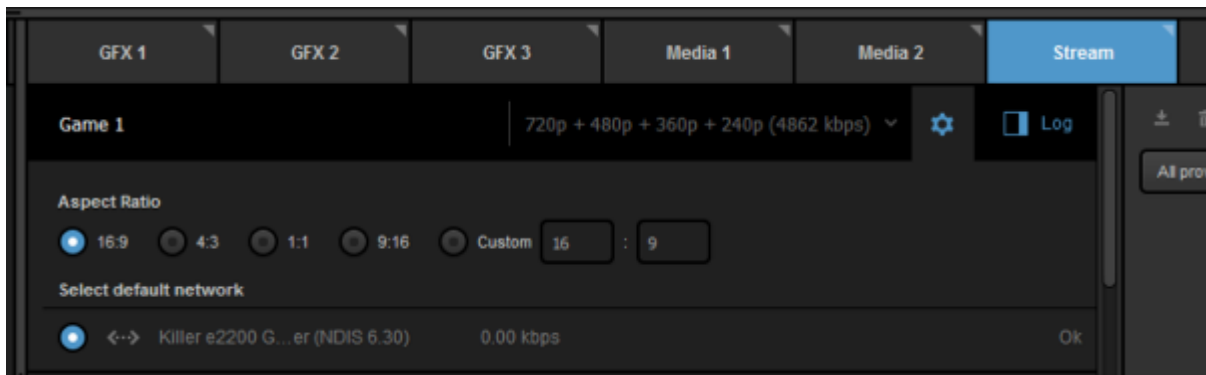 GFX 1 GFX 2 GFX 3 Media 1 Media 2 Stream
Game 1 720p + 480p + 360p + 240p (4862 kbps) Log
All prov
Aspect Ratio
16:9 4:3 1:1 9:16 Custom 16 : 9
Select default network
Killer e2200 G...er (NDIS 6.30) 0.00 kbps Ok